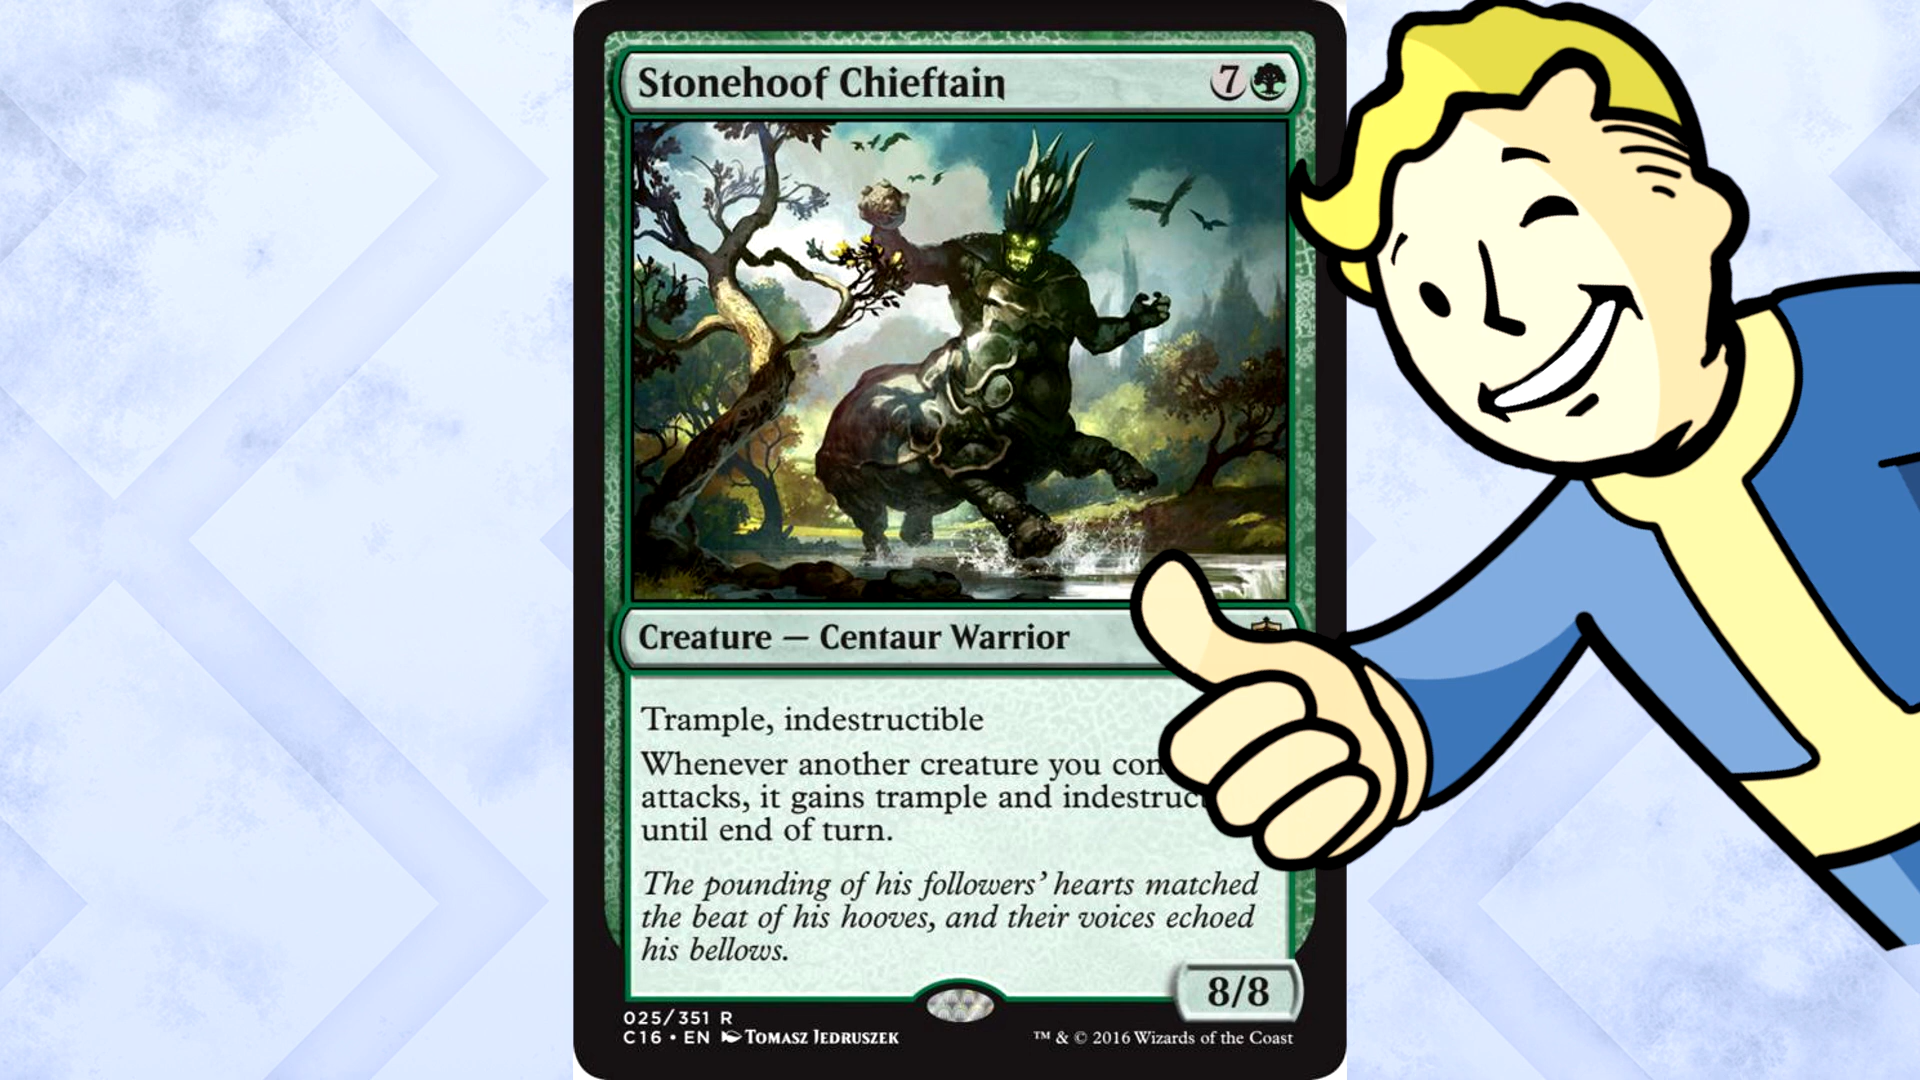 Stonehoof Chieftain 7
Creature — Centaur Warrior
Trample, indestructible
Whenever another creature you
attacks, it gains trample and
until end of turn.
The pounding of his followers’ hearts matched
the beat of his hooves, and their voices echoed
his bellows.
8/8
025/351 R
C16 • EN Tomasz Jedruszek
™ & © 2016 Wizards of the Coast